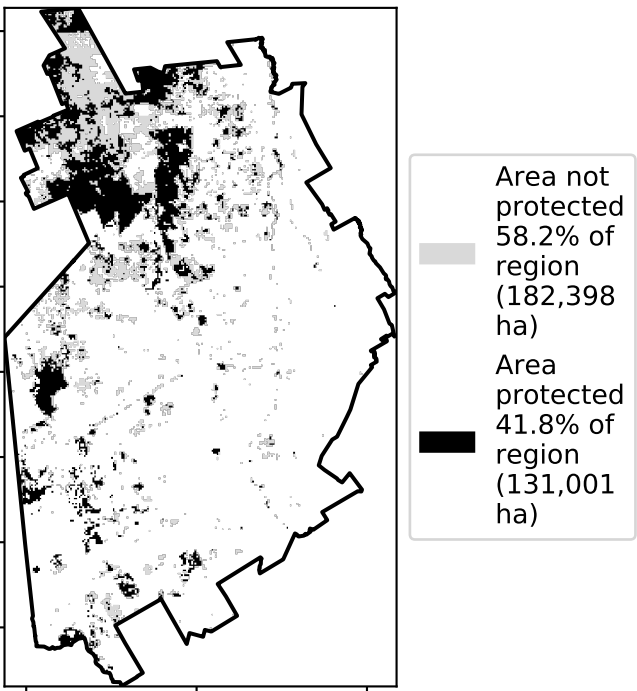 Area not
protected
58.2% of
region
(182,398
ha)
Area
protected
41.8% of
region
(131,001
ha)